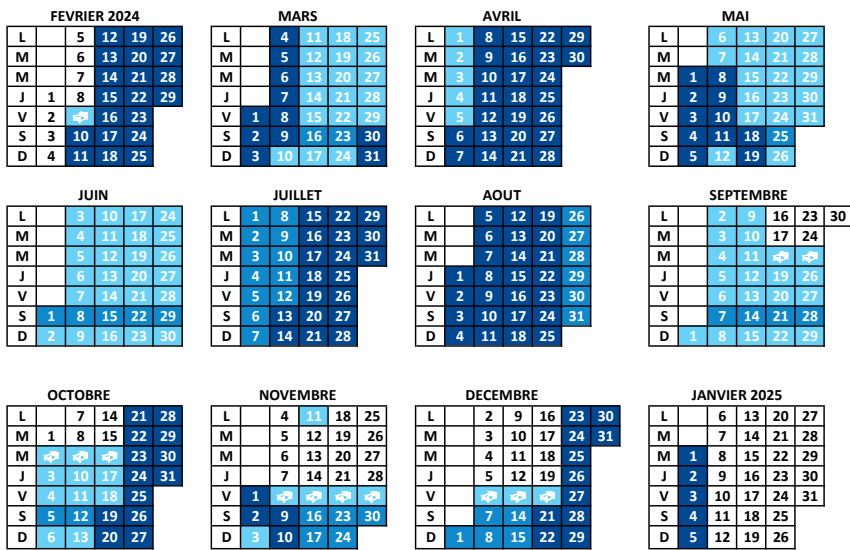 FEVRIER 2024
L 5 12 19 26
M 6 13 20 27
M 7 14 21 28
J 1 8 15 22 29
V 2 16 23
S 3 10 17 24
D 4 11 18 25
MARS
L 4 11 18 25
M 5 12 19 26
M 6 13 20 27
J 7 14 21 28
V 1 8 15 22 29
S 2 9 16 23 30
D 3 10 17 24 31
AVRIL
L 1 8 15 22 29
M 2 9 16 23 30
M 3 10 17 24
J 4 11 18 25
V 5 12 19 26
S 6 13 20 27
D 7 14 21 28
MAI
L 6 13 20 27
M 7 14 21 28
M 1 8 15 22 29
J 2 9 16 23 30
V 3 10 17 24 31
S 4 11 18 25
D 5 12 19 26
JUIN
L 3 10 17 24
M 4 11 18 25
M 5 12 19 26
J 6 13 20 27
V 7 14 21 28
S 1 8 15 22 29
D 2 9 16 23 30
JUILLET
L 1 8 15 22 29
M 2 9 16 23 30
M 3 10 17 24 31
J 4 11 18 25
V 5 12 19 26
S 6 13 20 27
D 7 14 21 28
AOUT
L 5 12 19 26
M 6 13 20 27
M 7 14 21 28
J 1 8 15 22 29
V 2 9 16 23 30
S 3 10 17 24 31
D 4 11 18 25
SEPTEMBRE
L 2 9 16 23 30
M 3 10 17 24
M 4 11
J 5 12 19 26
V 6 13 20 27
S 7 14 21 28
D 1 8 15 22 29
OCTOBRE
L 7 14 21 28
M 1 8 15 22 29
M 23 30
J 3 10 17 24 31
V 4 11 18 25
S 5 12 19 26
D 6 13 20 27
NOVEMBRE
L 4 11 18 25
M 5 12 19 26
M 6 13 20 27
J 7 14 21 28
V 1
S 2 9 16 23 30
D 3 10 17 24
DECEMBRE
L 2 9 16 23 30
M 3 10 17 24 31
M 4 11 18 25
J 5 12 19 26
V 27
S 7 14 21 28
D 1 8 15 22 29
JANVIER 2025
L 6 13 20 27
M 7 14 21 28
M 1 8 15 22 29
J 2 9 16 23 30
V 3 10 17 24 31
S 4 11 18 25
D 5 12 19 26